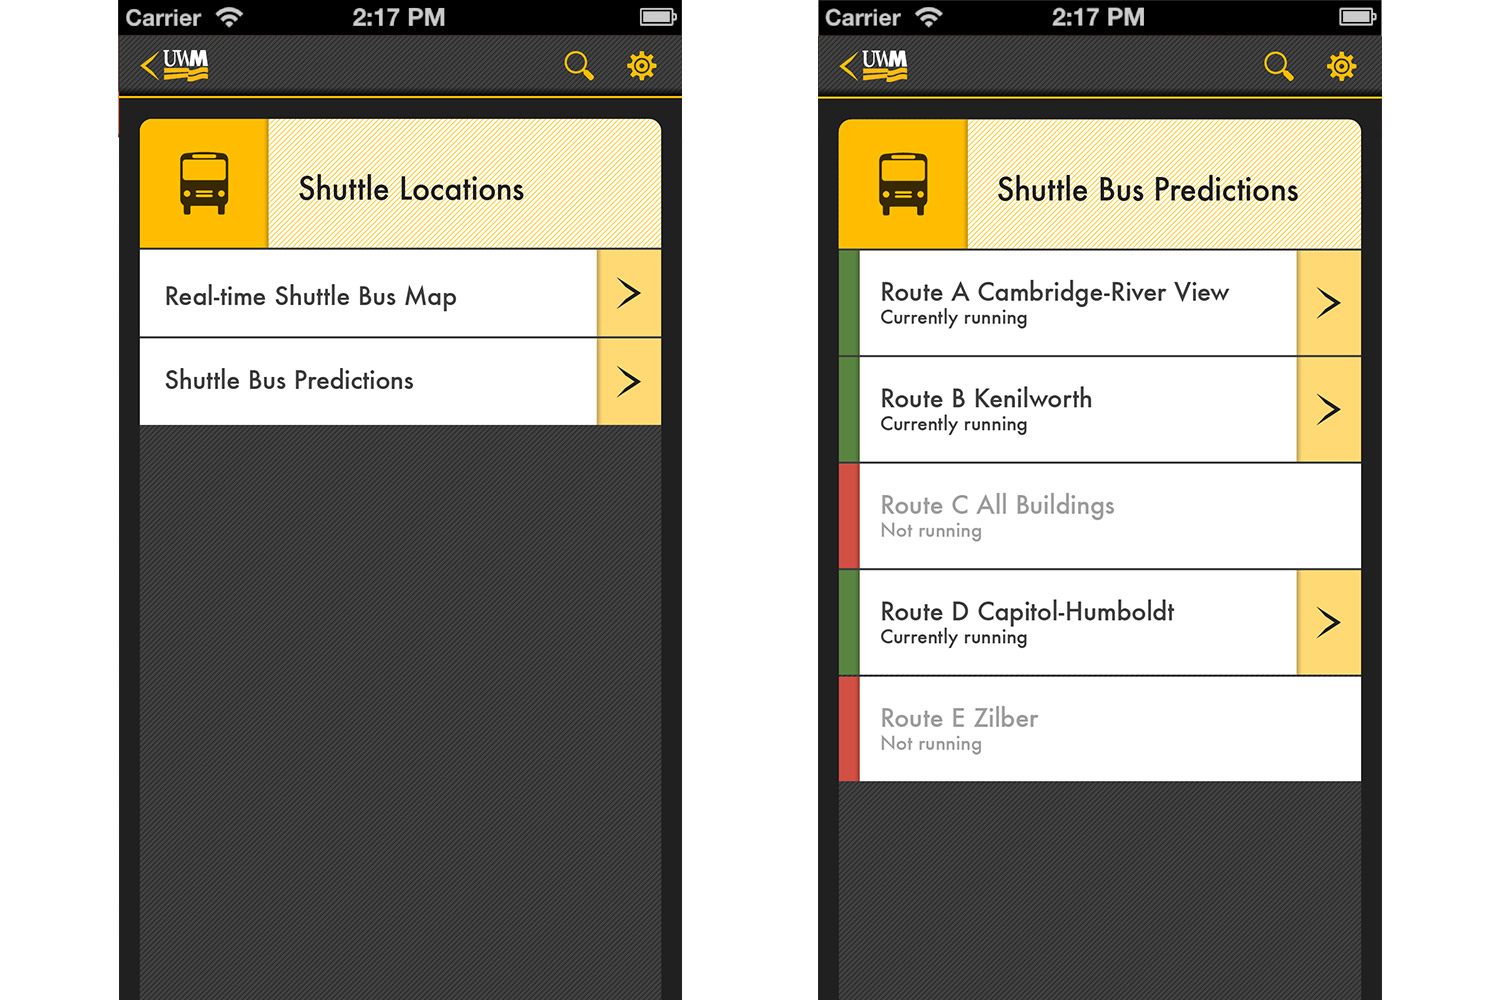 Carrier 2:17 PM
UWM
Shuttle Locations
Real-time Shuttle Bus Map
Shuttle Bus Predictions
Carrier 2:17 PM
UWM
Shuttle Bus Predictions
Route A Cambridge-River View
Currently running
Route B Kenilworth
Currently running
Route C All Buildings
Not running
Route D Capitol-Humboldt
Currently running
Route E Zilber
Not running